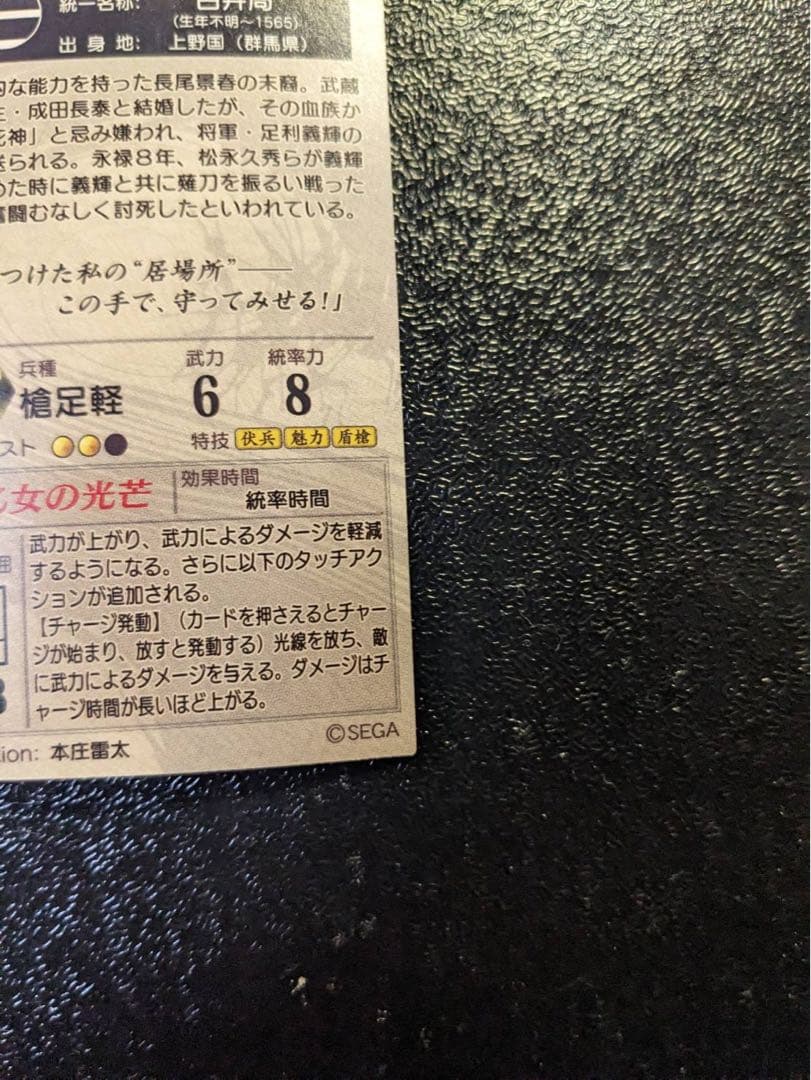 統一名称:
(生年不明~1565)
出身地: 上野国(群馬県)
的な能力を持った長尾景春の末裔。武蔵
・成田長泰と結婚したが、その血族か
神」と忌み嫌われ、将軍・足利義輝の
送られる。永禄8年、松永久秀らが義輝
めた時に義輝と共に薙刀を振るい戦った
奮闘むなしく討死したといわれている。
つけた私の“居場所”――
この手で、守ってみせる!」
兵種 武力 統率力
槍足軽 6 8
スト 特技 伏兵 魅力 盾槍
女の光芒 効果時間
統率時間
武力が上がり、武力によるダメージを軽減
するようになる。さらに以下のタッチアク
ションが追加される。
【チャージ発動】(カードを押さえるとチャー
ジが始まり、放すと発動する)光線を放ち、敵
に武力によるダメージを与える。ダメージはチ
ャージ時間が長いほど上がる。
©SEGA
tion: 本庄雷太